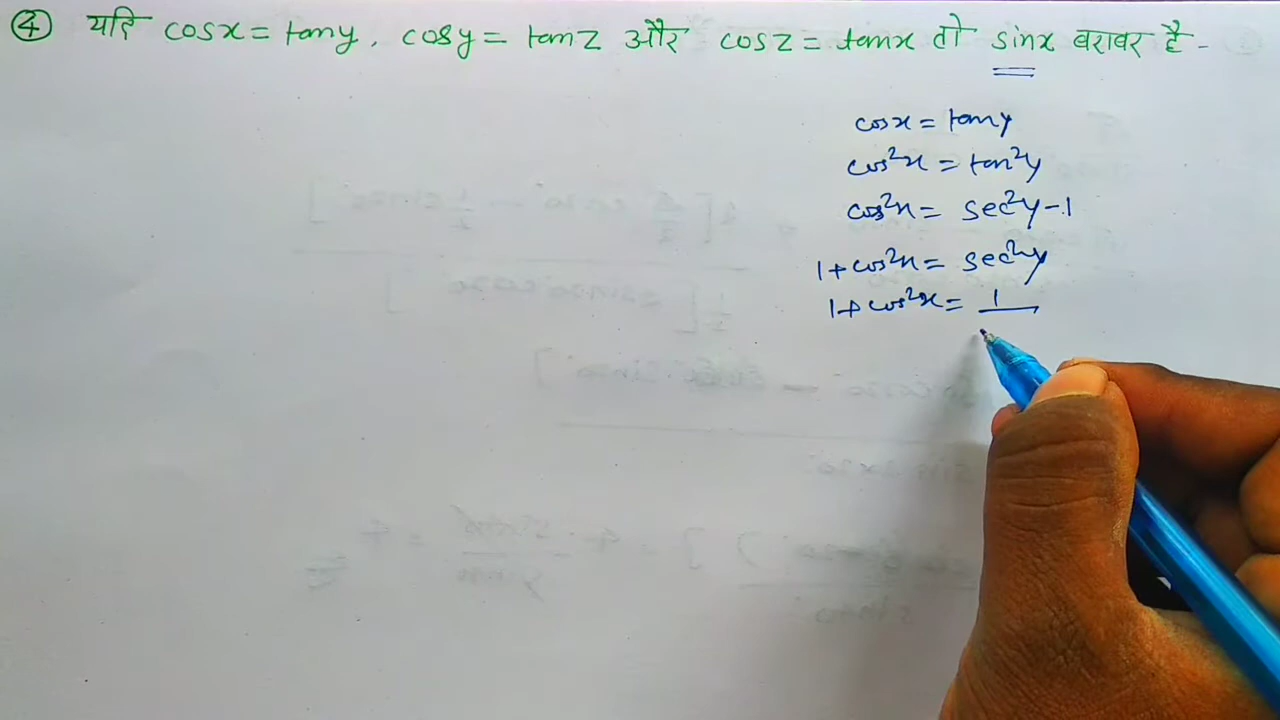 ④ यदि cosx = tany, cosy = tanz और cosz = tanx तो sinx बराबर है -
cosx = tany
cos²x = tan²y
cos²x = sec²y-1
1+cos²x = sec²y
1+cos²x = 1